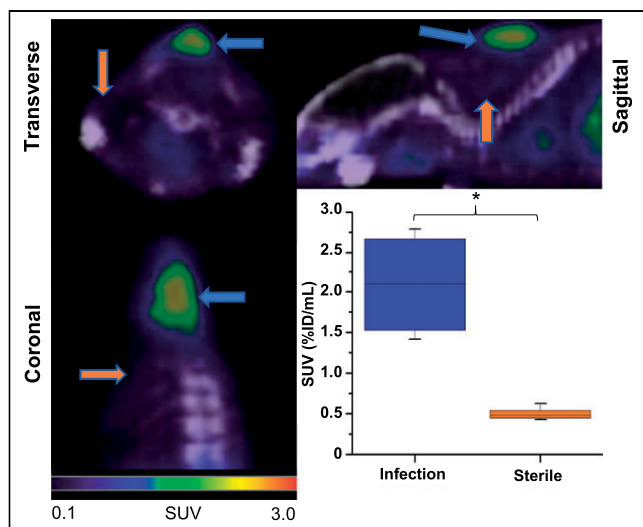 Transverse
Sagittal
Coronal
0.1 SUV 3.0
*
SUV (%ID/mL)
3.0
2.5
2.0
1.5
1.0
0.5
0
Infection Sterile